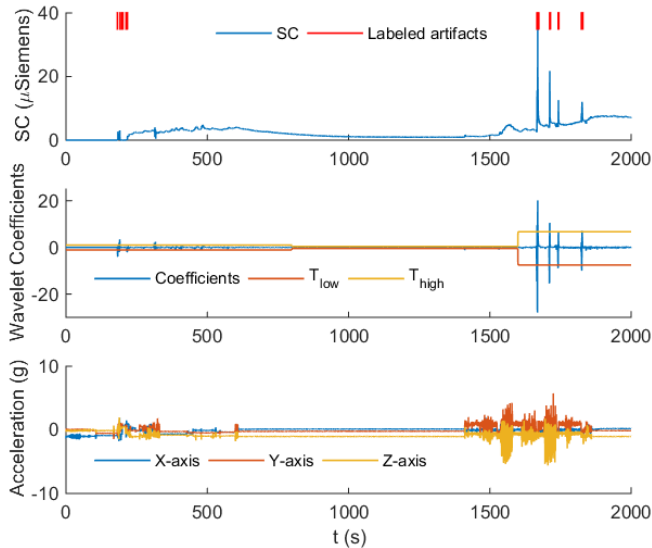 SC (μSiemens)
60
40
20
0
SC Labeled artifacts
0 500 1000 1500 2000
Wavelet Coefficients
20
0
-20
Coefficients T_low T_high
0 500 1000 1500 2000
Acceleration (g)
10
0
-10
X-axis Y-axis Z-axis
0 500 1000 1500 2000
t (s)